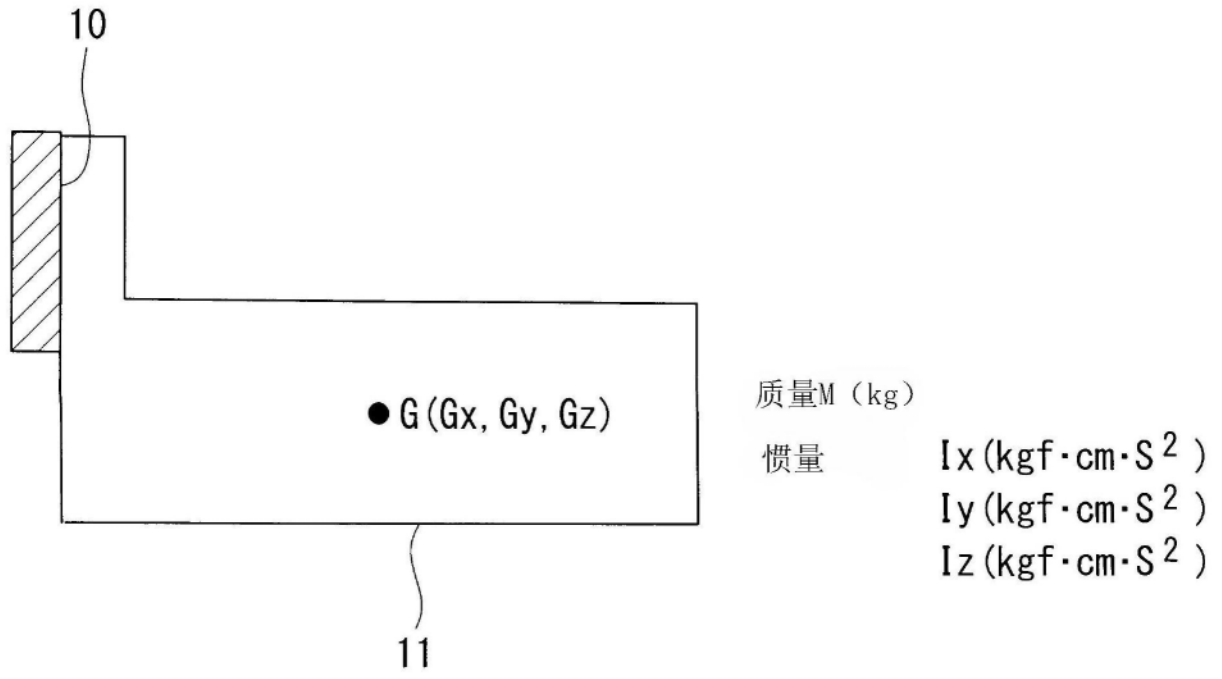 10
G(Gx, Gy, Gz)
质量M（kg）
惯量 Ix(kgf·cm·S²)
Iy(kgf·cm·S²)
Iz(kgf·cm·S²)
11